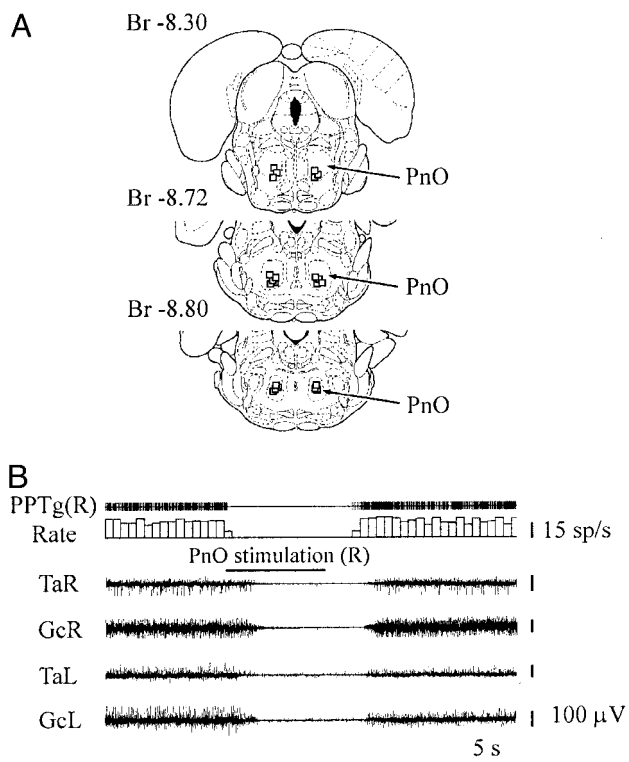 A
Br -8.30
PnO
Br -8.72
PnO
Br -8.80
PnO
B
PPTg(R)
Rate
15 sp/s
PnO stimulation (R)
TaR
GcR
TaL
GcL
100 μV
5 s